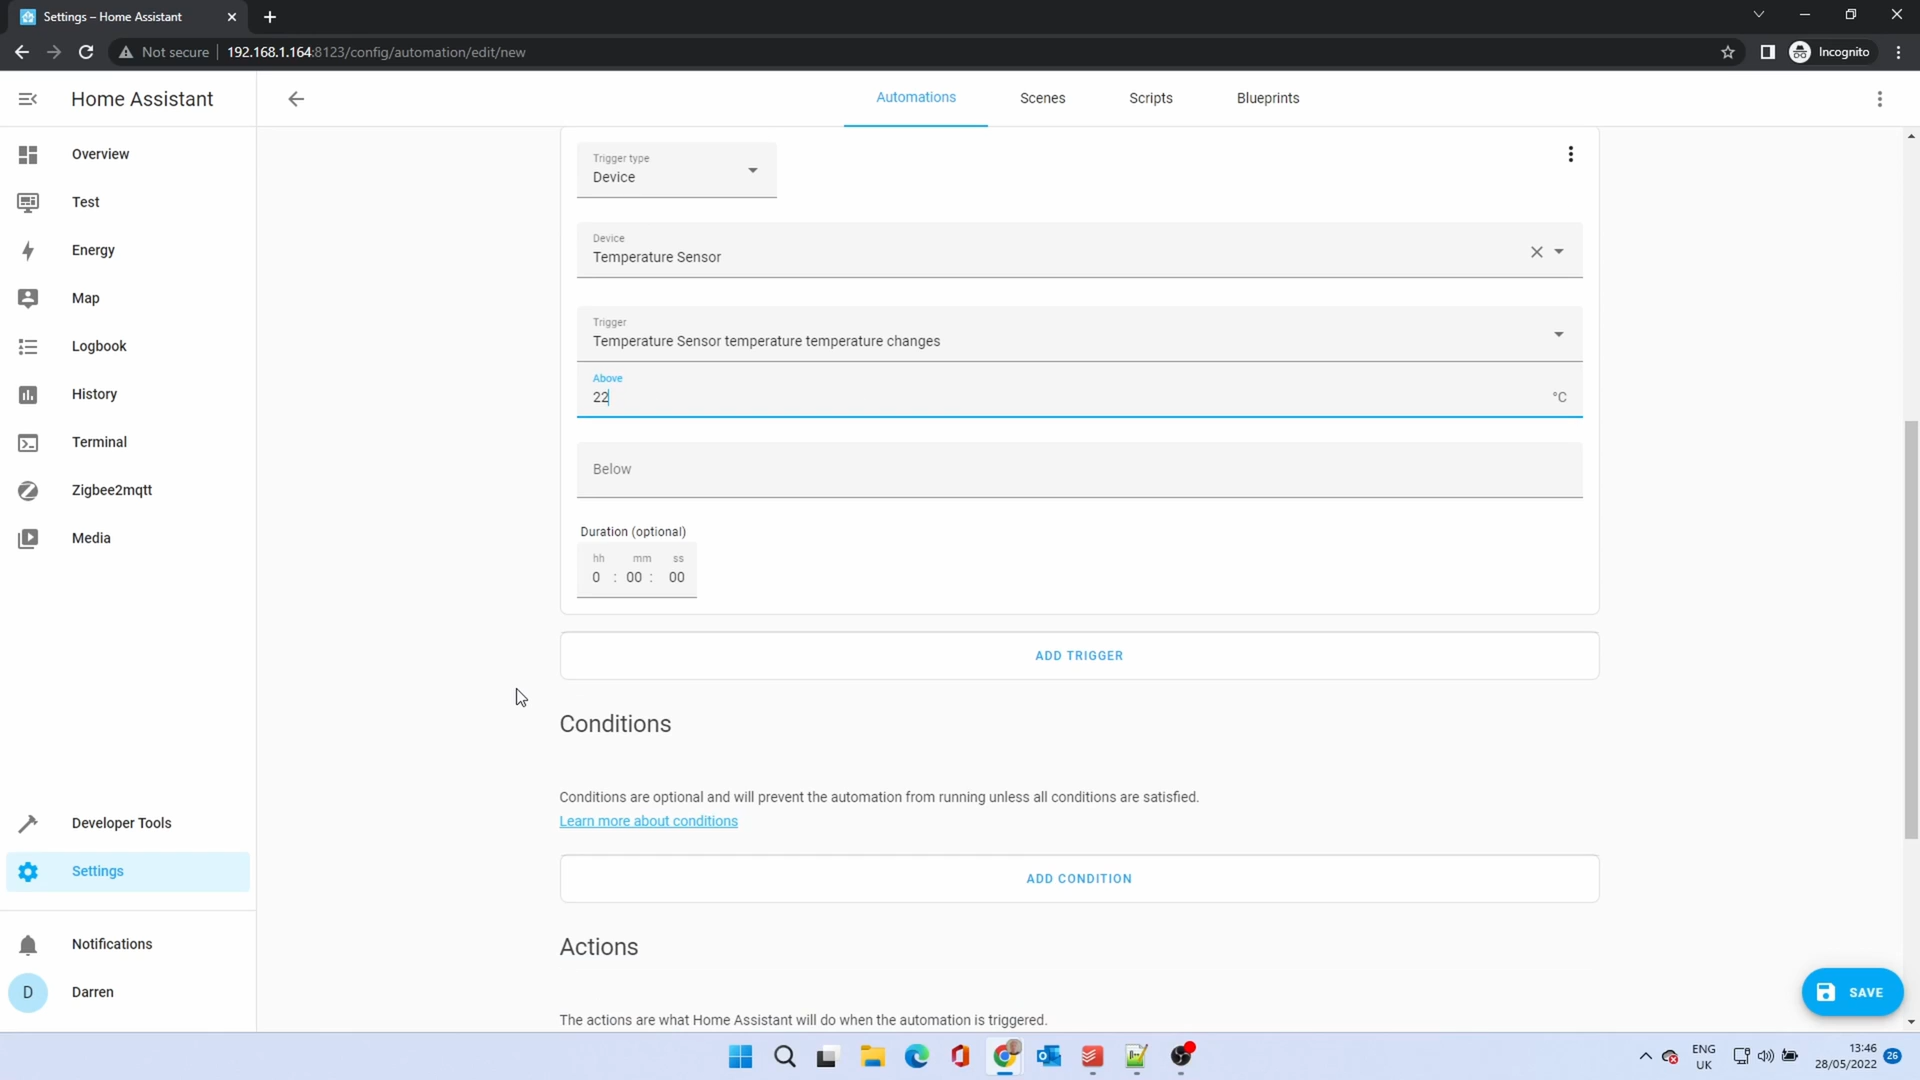 Settings – Home Assistant
Not secure
192.168.1.164:8123/config/automation/edit/new
Incognito
Home Assistant
Automations
Scenes
Scripts
Blueprints
Overview
Test
Energy
Map
Logbook
History
Terminal
Zigbee2mqtt
Media
Developer Tools
Settings
Notifications
D
Darren
Trigger type
Device
Device
Temperature Sensor
Trigger
Temperature Sensor temperature temperature changes
Above
22
°C
Below
Duration (optional)
hh mm ss
0 : 00 : 00
ADD TRIGGER
Conditions
Conditions are optional and will prevent the automation from running unless all conditions are satisfied.
Learn more about conditions
ADD CONDITION
Actions
The actions are what Home Assistant will do when the automation is triggered.
SAVE
ENG
UK
13:46
28/05/2022
26